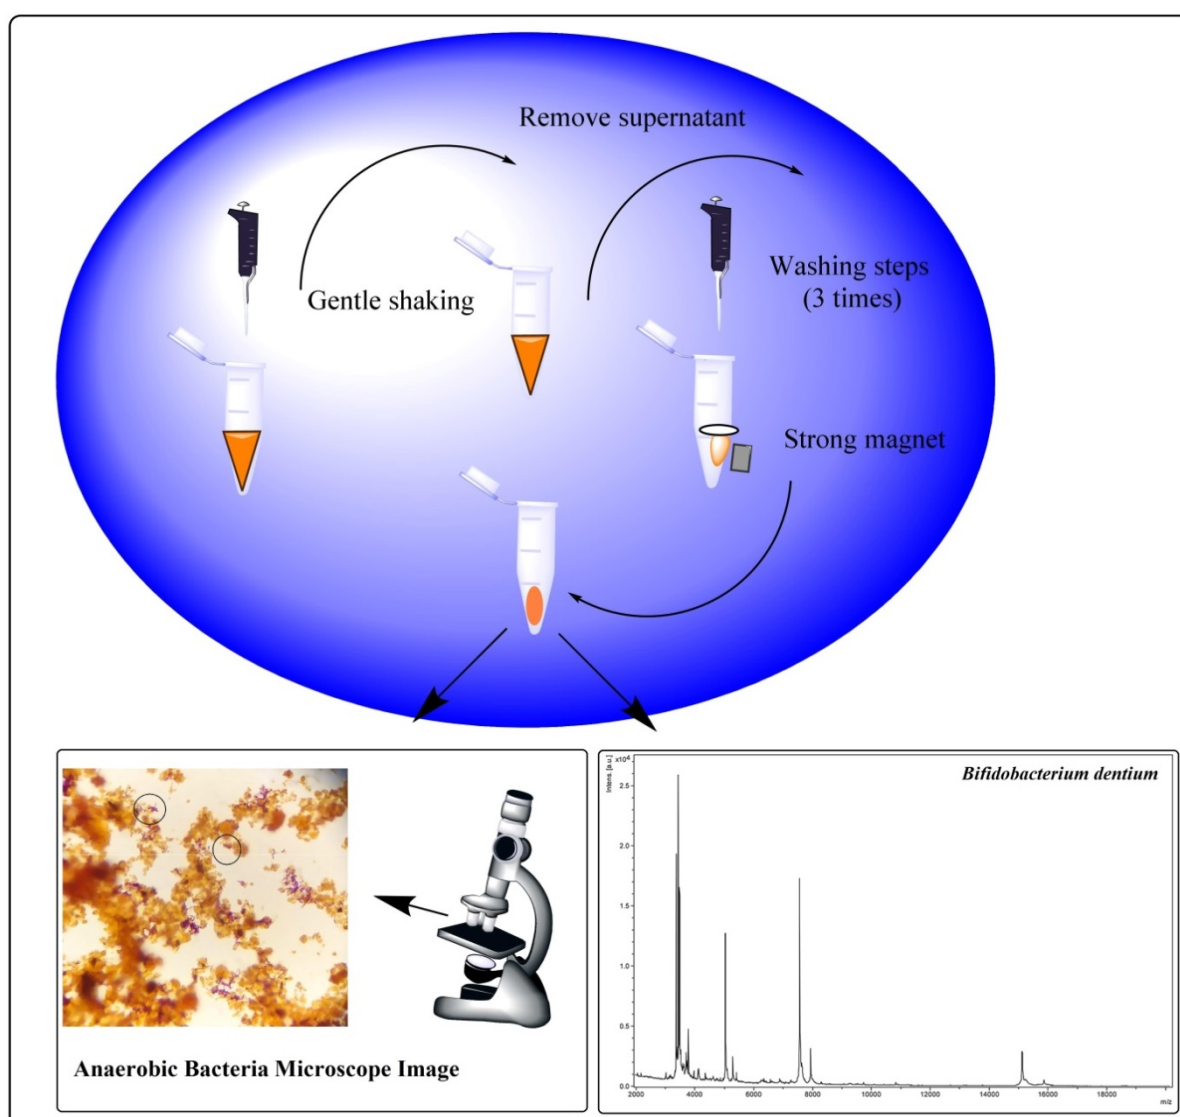 Remove supernatant
Gentle shaking
Washing steps
(3 times)
Strong magnet
Anaerobic Bacteria Microscope Image
Bifidobacterium dentium
Intens. [a.u.]
x10⁴
2.5
2.0
1.5
1.0
0.5
0.0
2000 4000 6000 8000 10000 12000 14000 16000 18000
m/z